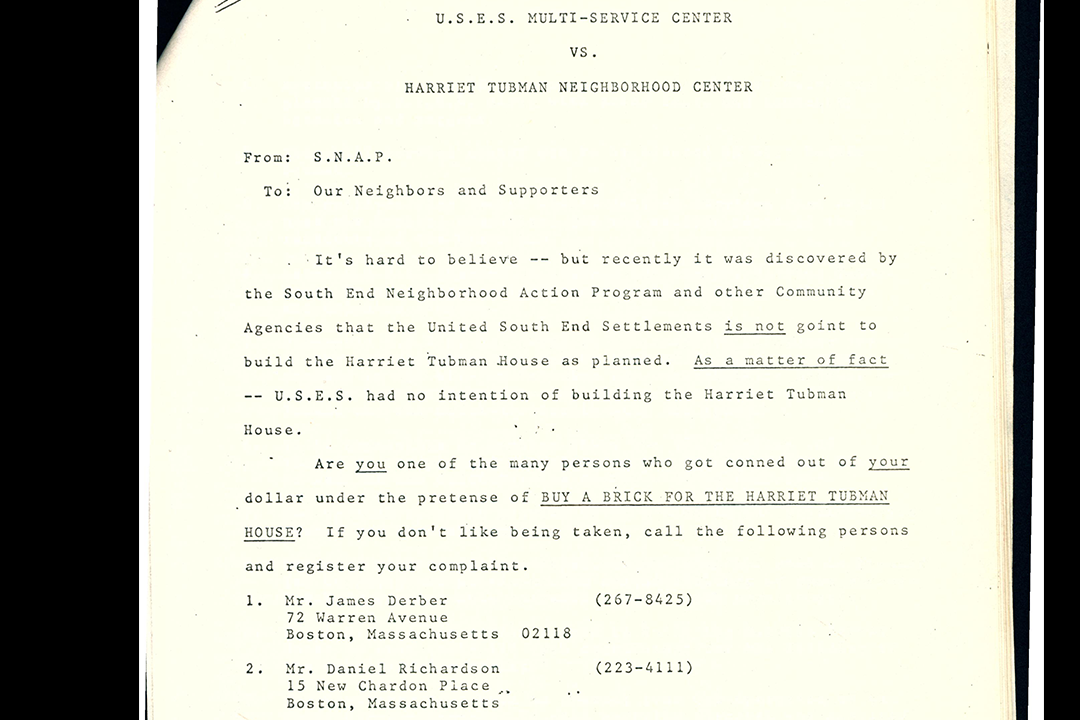 U.S.E.S. MULTI-SERVICE CENTER
VS.
HARRIET TUBMAN NEIGHBORHOOD CENTER
From: S.N.A.P.
To: Our Neighbors and Supporters
It's hard to believe -- but recently it was discovered by
the South End Neighborhood Action Program and other Community
Agencies that the United South End Settlements is not goint to
build the Harriet Tubman House as planned. As a matter of fact
-- U.S.E.S. had no intention of building the Harriet Tubman
House.
Are you one of the many persons who got conned out of your
dollar under the pretense of BUY A BRICK FOR THE HARRIET TUBMAN
HOUSE? If you don't like being taken, call the following persons
and register your complaint.
1. Mr. James Derber (267-8425)
72 Warren Avenue
Boston, Massachusetts 02118
2. Mr. Daniel Richardson (223-4111)
15 New Chardon Place
Boston, Massachusetts